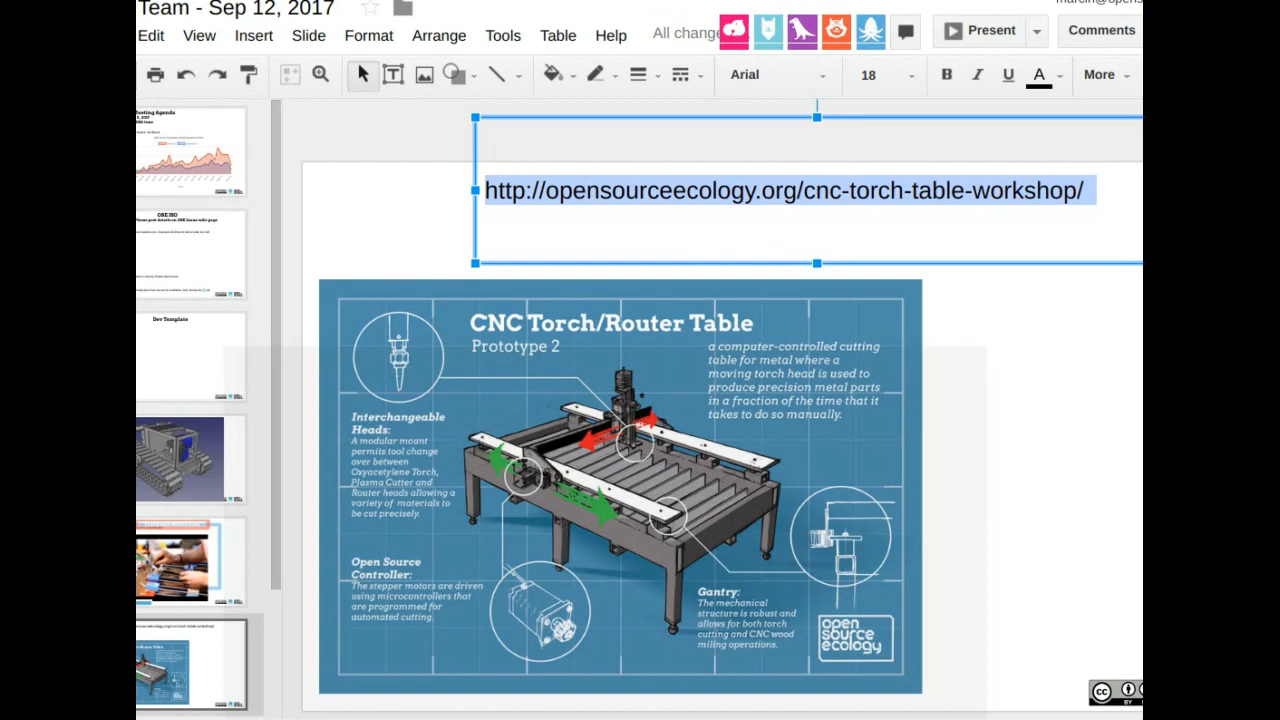 Team - Sep 12, 2017
Edit View Insert Slide Format Arrange Tools Table Help All chang
Present
Comments
Arial 18 B I U A More
http://opensourceecology.org/cnc-torch-table-workshop/
Dev Template
CNC Torch/Router Table
Prototype 2
a computer-controlled cutting
table for metal where a
moving torch head is used to
produce precision metal parts
in a fraction of the time that it
takes to do so manually.
Interchangeable
Heads:
A modular mount
permits tool change
over between
Oxyacetylene Torch,
Plasma Cutter and
Router heads allowing a
variety of materials to
be cut precisely.
Open Source
Controller:
The stepper motors are driven
using microcontrollers that
are programmed for
automated cutting.
Gantry:
The mechanical
structure is robust and
allows for both torch
cutting and CNC wood
miling operations.
open
source
ecology
cc
BY